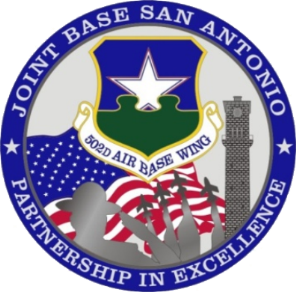 JOINT BASE SAN ANTONIO
502D AIR BASE WING
PARTNERSHIP IN EXCELLENCE